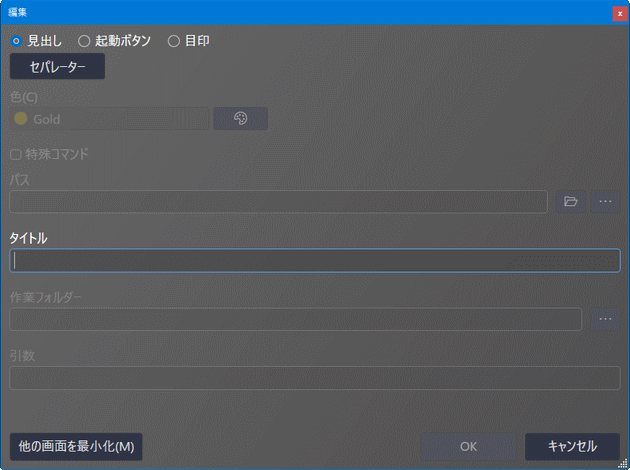 編集
見出し 起動ボタン 目印
セパレーター
色(C)
Gold
特殊コマンド
パス
...
タイトル
作業フォルダー
...
引数
他の画面を最小化(M) OK キャンセル